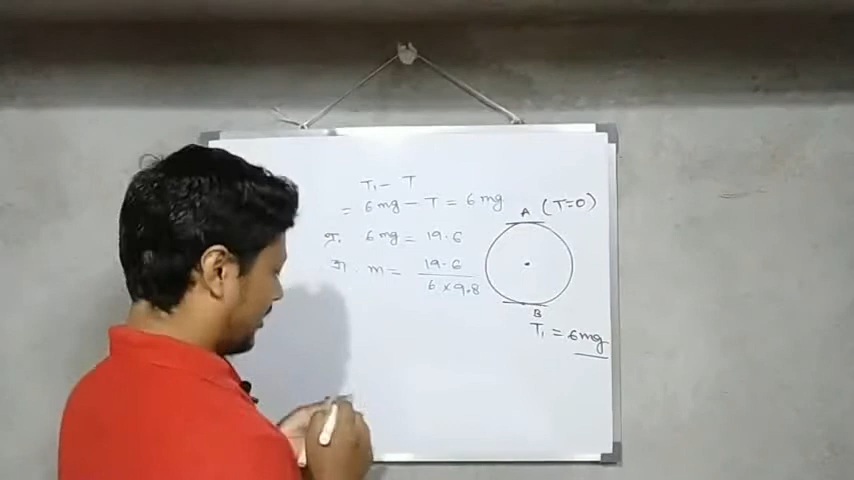 T₁ - T
= 6mg - T = 6mg
प्र. 6mg = 19.6
m = 19.6 / 6 × 9.8
A (T=0)
B
T₁ = 6mg